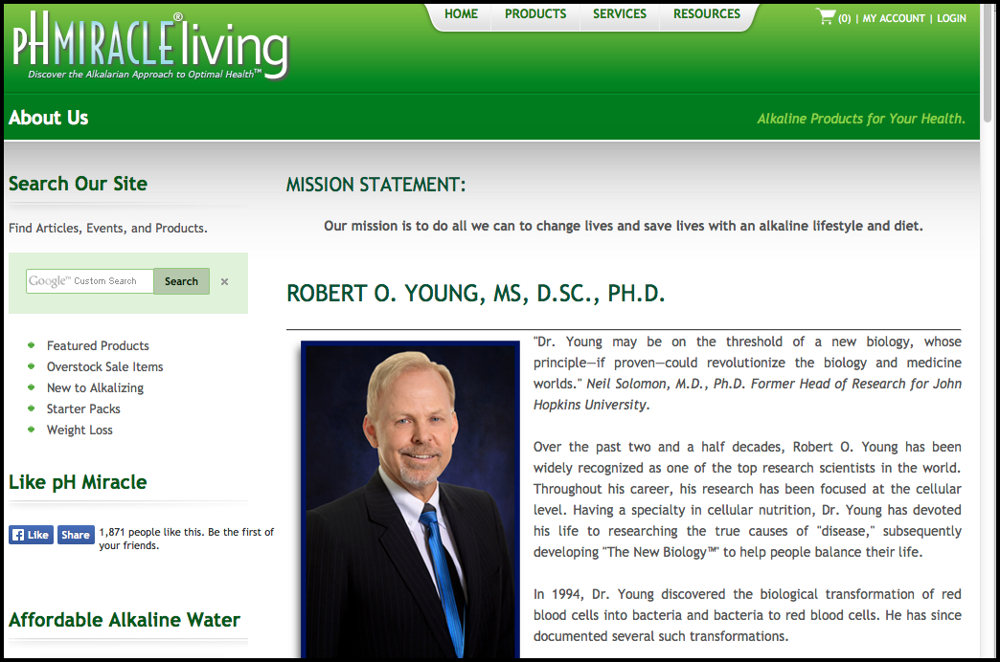 pHMIRACLE®living
Discover the Alkalarian Approach to Optimal Health™
HOME PRODUCTS SERVICES RESOURCES
(0) | MY ACCOUNT | LOGIN
About Us
Alkaline Products for Your Health.
Search Our Site
Find Articles, Events, and Products.
Google™ Custom Search
Search
×
Featured Products
Overstock Sale Items
New to Alkalizing
Starter Packs
Weight Loss
Like pH Miracle
Like Share 1,871 people like this. Be the first of
your friends.
Affordable Alkaline Water
MISSION STATEMENT:
Our mission is to do all we can to change lives and save lives with an alkaline lifestyle and diet.
ROBERT O. YOUNG, MS, D.SC., PH.D.
"Dr. Young may be on the threshold of a new biology, whose
principle—if proven—could revolutionize the biology and medicine
worlds." Neil Solomon, M.D., Ph.D. Former Head of Research for John
Hopkins University.
Over the past two and a half decades, Robert O. Young has been
widely recognized as one of the top research scientists in the world.
Throughout his career, his research has been focused at the cellular
level. Having a specialty in cellular nutrition, Dr. Young has devoted
his life to researching the true causes of "disease," subsequently
developing "The New Biology™" to help people balance their life.
In 1994, Dr. Young discovered the biological transformation of red
blood cells into bacteria and bacteria to red blood cells. He has since
documented several such transformations.